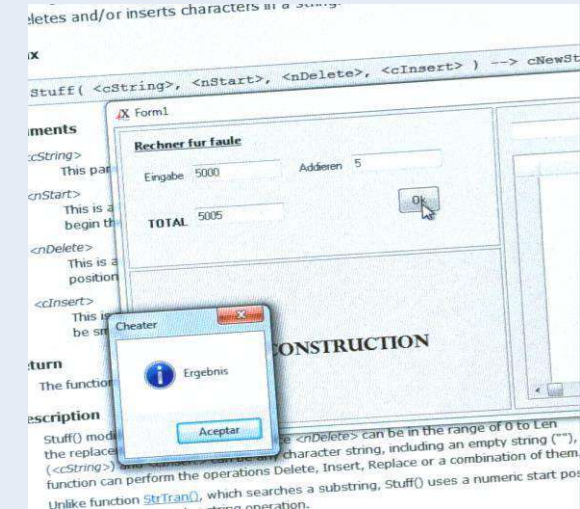 eletes and/or inserts characters in a string.
Stuff( <cString>, <nStart>, <nDelete>, <cInsert> ) --> cNewSt
ments
cString>
This par
<nStart>
This is a
begin th
<nDelete>
This is a
position
<cInsert>
This is
be sm
turn
The function
escription
Stuff() modi
the replace
(<cString>) and
X Form1
Rechner fur faule
Eingabe 5000
Addieren 5
OK
TOTAL 5005
ONSTRUCTION
Cheater
Ergebnis
Aceptar
<nDelete> can be in the range of 0 to Len
character string, including an empty string (""),
function can perform the operations Delete, Insert, Replace or a combination of them.
Unlike function StrTran(), which searches a substring, Stuff() uses a numeric start pos
string operation.